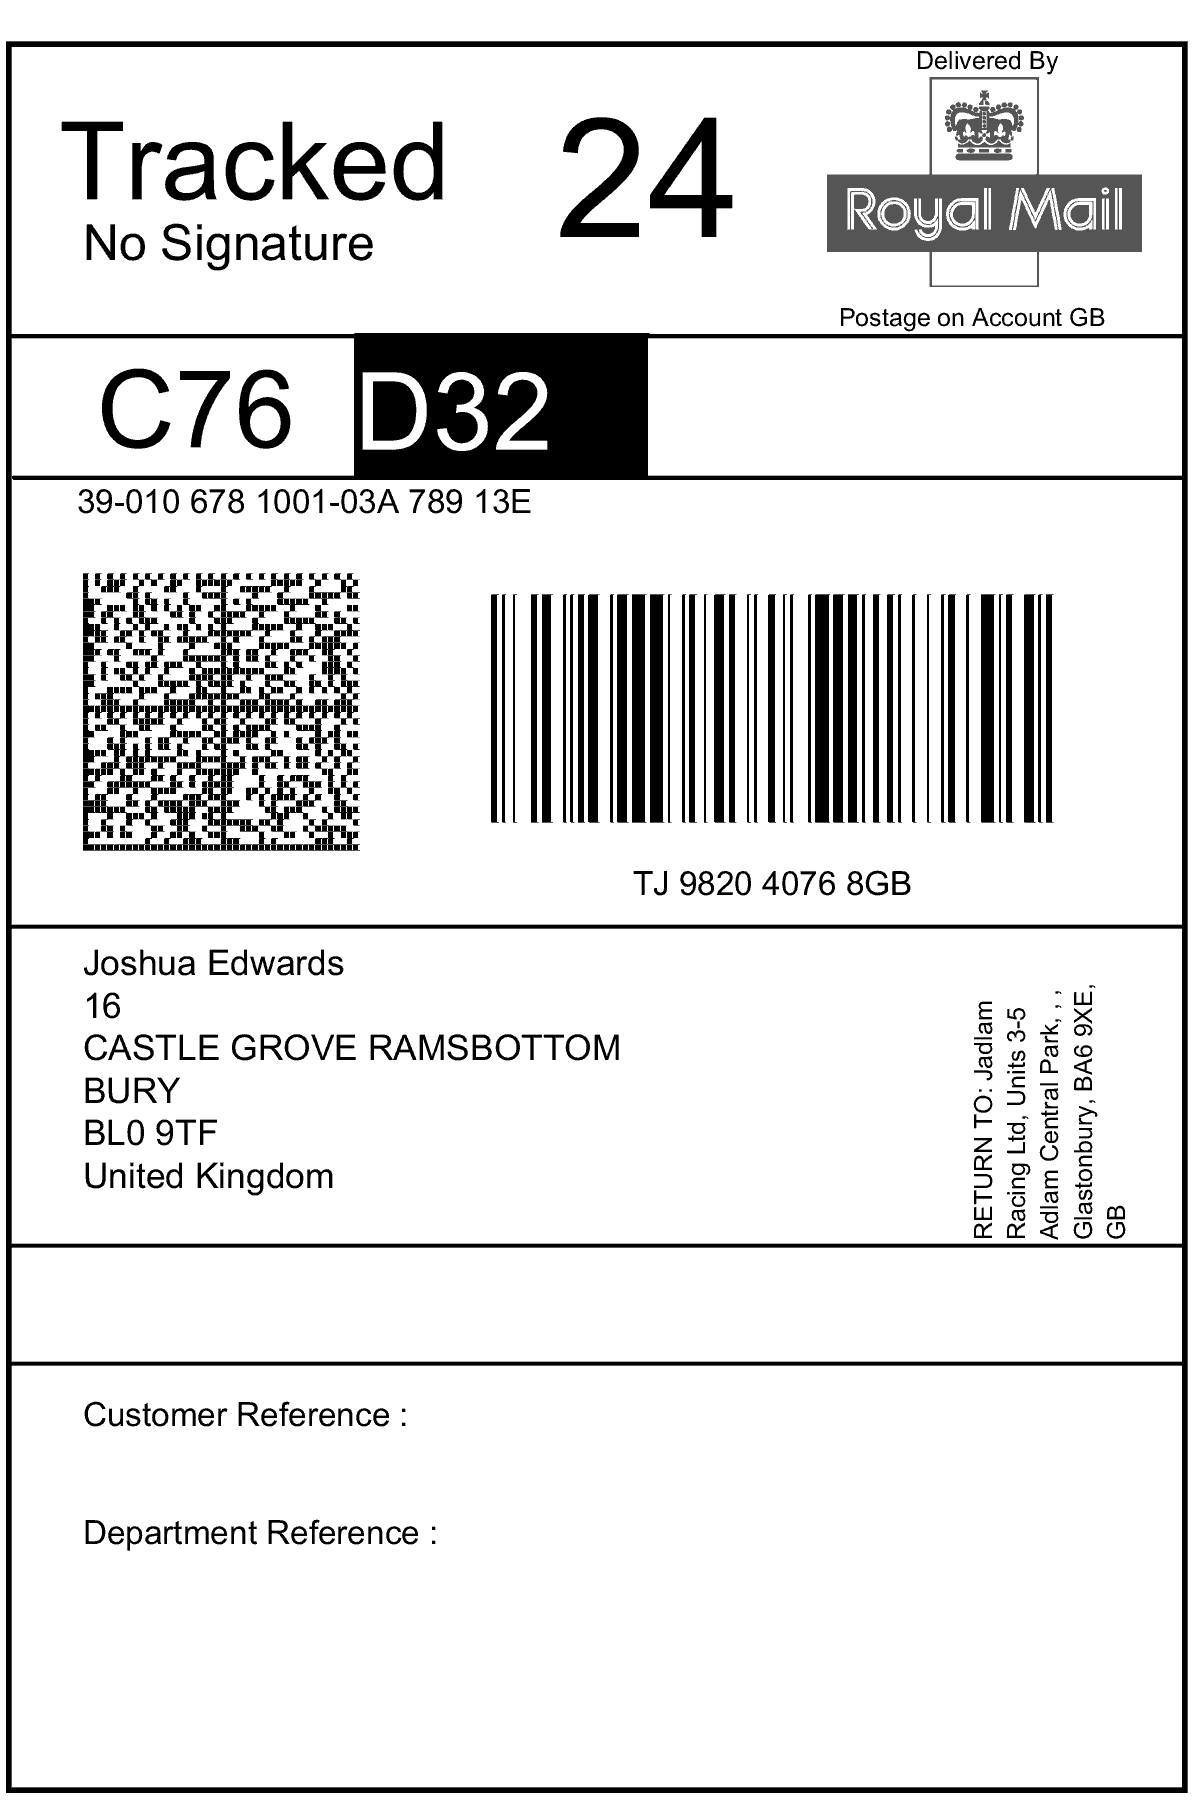 Delivered By
Tracked 24
No Signature
Royal Mail
Postage on Account GB
C76 D32
39-010 678 1001-03A 789 13E
TJ 9820 4076 8GB
Joshua Edwards
16
CASTLE GROVE RAMSBOTTOM
BURY
BL0 9TF
United Kingdom
RETURN TO: Jadlam
Racing Ltd, Units 3-5
Adlam Central Park, , ,
Glastonbury, BA6 9XE,
GB
Customer Reference :
Department Reference :